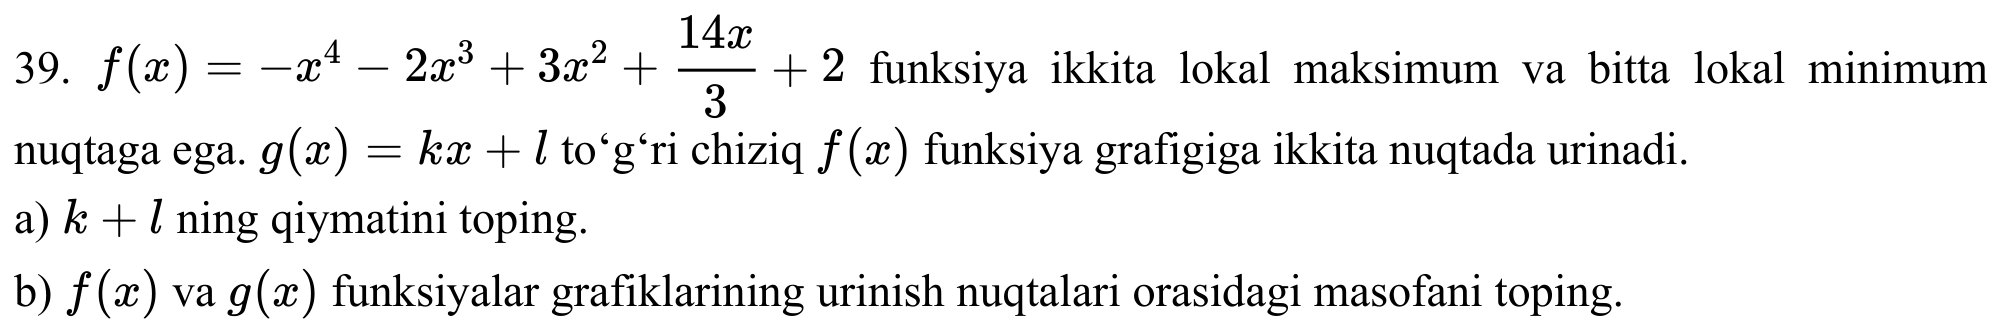 39. f(x) = −x⁴ − 2x³ + 3x² + 14x/3 + 2 funksiya ikkita lokal maksimum va bitta lokal minimum
nuqtaga ega. g(x) = kx + l to‘g‘ri chiziq f(x) funksiya grafigiga ikkita nuqtada urinadi.
a) k + l ning qiymatini toping.
b) f(x) va g(x) funksiyalar grafiklarining urinish nuqtalari orasidagi masofani toping.